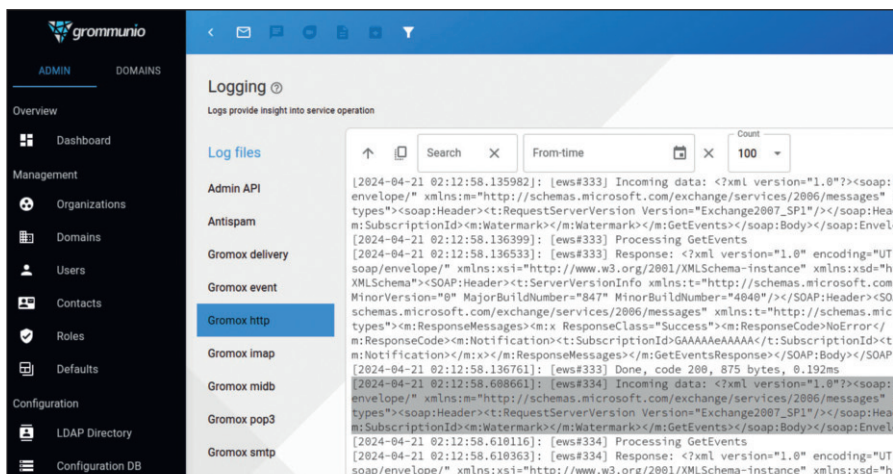 grommunio
ADMIN
DOMAINS
Overview
Dashboard
Management
Organizations
Domains
Users
Contacts
Roles
Defaults
Configuration
LDAP Directory
Configuration DB
Logging
Logs provide insight into service operation
Log files
Admin API
Antispam
Gromox delivery
Gromox event
Gromox http
Gromox imap
Gromox midb
Gromox pop3
Gromox smtp
Search
From-time
Count
100
[2024-04-21 02:12:58.135982]: [ews#333] Incoming data: <?xml version="1.0"?><soap:
envelope/" xmlns:m="http://schemas.microsoft.com/exchange/services/2006/messages"
types"><soap:Header><t:RequestServerVersion Version="Exchange2007_SP1"/></soap:Hea
m:SubscriptionId><m:Watermark></m:Watermark></m:GetEvents></soap:Body></soap:Envel
[2024-04-21 02:12:58.136399]: [ews#333] Processing GetEvents
[2024-04-21 02:12:58.136533]: [ews#333] Response: <?xml version="1.0" encoding="UT
soap/envelope/" xmlns:xsi="http://www.w3.org/2001/XMLSchema-instance" xmlns:xsd="h
XMLSchema"><SOAP:Header><t:ServerVersionInfo xmlns:t="http://schemas.microsoft.com
MinorVersion="0" MajorBuildNumber="847" MinorBuildNumber="4040"/></SOAP:Header><SO
schemas.microsoft.com/exchange/services/2006/messages" xmlns:t="http://schemas.mic
types"><m:ResponseMessages><m:x ResponseClass="Success"><m:ResponseCode>NoError</
m:ResponseCode><m:Notification><t:SubscriptionId>GAAAAAeAAAAA</t:SubscriptionId><t
m:Notification></m:x></m:ResponseMessages></m:GetEventsResponse></SOAP:Body></SOAP
[2024-04-21 02:12:58.136761]: [ews#333] Done, code 200, 875 bytes, 0.192ms
[2024-04-21 02:12:58.608661]: [ews#334] Incoming data: <?xml version="1.0"?><soap:
envelope/" xmlns:m="http://schemas.microsoft.com/exchange/services/2006/messages"
types"><soap:Header><t:RequestServerVersion Version="Exchange2007_SP1"/></soap:Hea
m:SubscriptionId><m:Watermark></m:Watermark></m:GetEvents></soap:Body></soap:Envel
[2024-04-21 02:12:58.610116]: [ews#334] Processing GetEvents
[2024-04-21 02:12:58.610363]: [ews#334] Response: <?xml version="1.0" encoding="UT
soap/envelope/" xmlns:xsi="http://www.w3.org/2001/XMLSchema-instance" xmlns:xsd="h